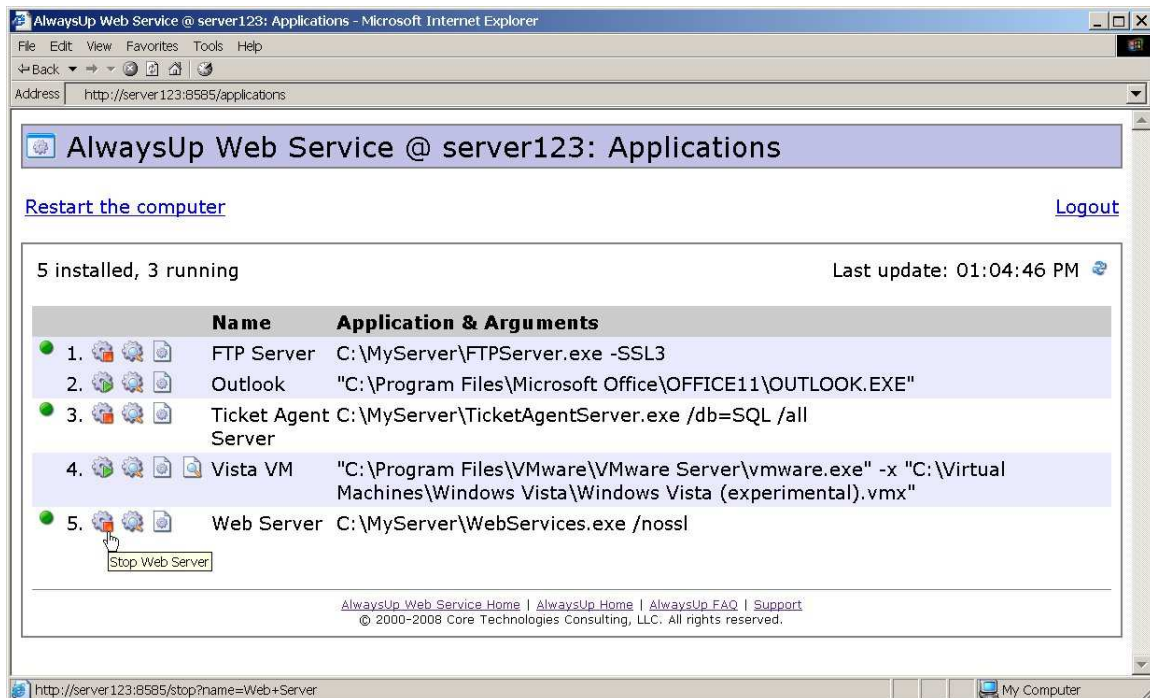 AlwaysUp Web Service @ server123: Applications - Microsoft Internet Explorer
File Edit View Favorites Tools Help
Back
Address http://server123:8585/applications
AlwaysUp Web Service @ server123: Applications
Restart the computer Logout
5 installed, 3 running Last update: 01:04:46 PM
Name Application & Arguments
1. FTP Server C:\MyServer\FTPServer.exe -SSL3
2. Outlook "C:\Program Files\Microsoft Office\OFFICE11\OUTLOOK.EXE"
3. Ticket Agent C:\MyServer\TicketAgentServer.exe /db=SQL /all
Server
4. Vista VM "C:\Program Files\VMware\VMware Server\vmware.exe" -x "C:\Virtual
Machines\Windows Vista\Windows Vista (experimental).vmx"
5. Web Server C:\MyServer\WebServices.exe /nossl
Stop Web Server
AlwaysUp Web Service Home | AlwaysUp Home | AlwaysUp FAQ | Support
© 2000-2008 Core Technologies Consulting, LLC. All rights reserved.
http://server123:8585/stop?name=Web+Server My Computer